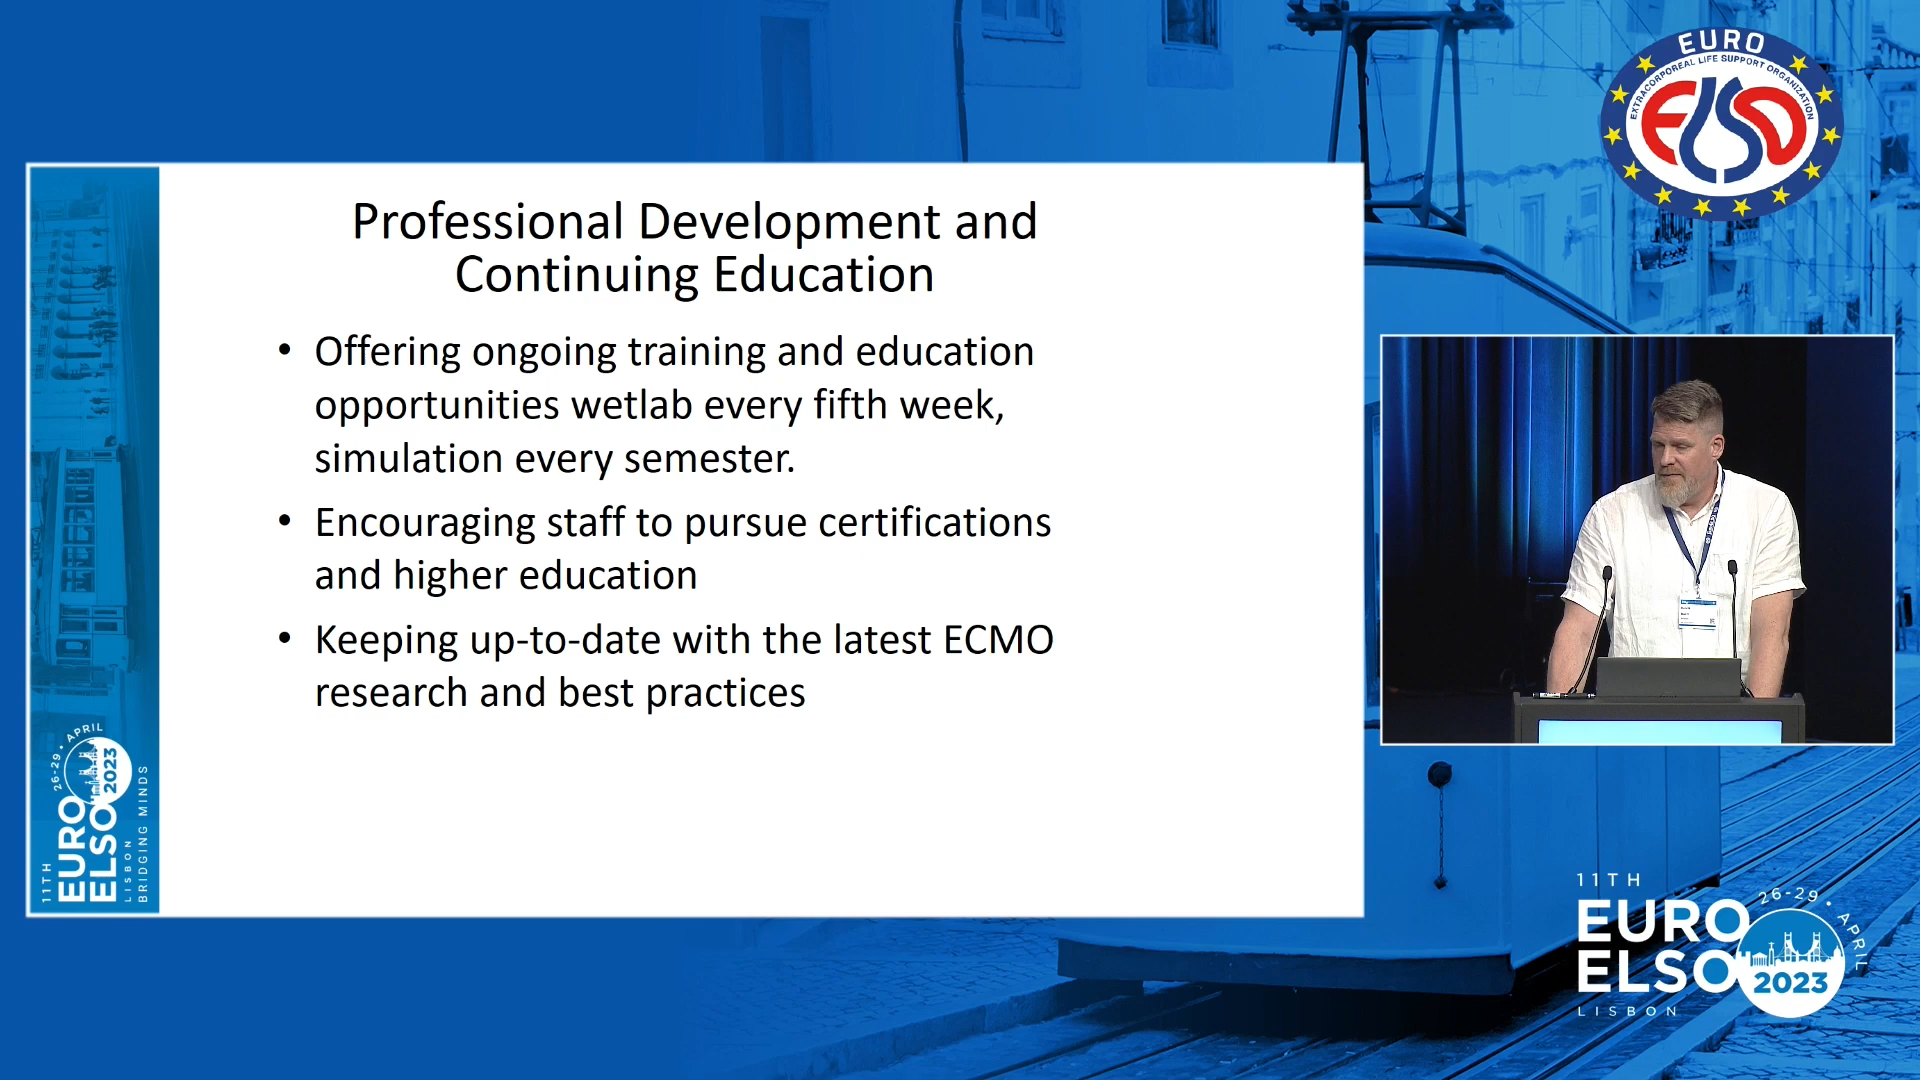 Professional Development and
Continuing Education
• Offering ongoing training and education
opportunities wetlab every fifth week,
simulation every semester.
• Encouraging staff to pursue certifications
and higher education
• Keeping up-to-date with the latest ECMO
research and best practices
11TH
EURO
ELSO
LISBON
BRIDGING MINDS
26-29 • APRIL
2023
EURO
EXTRACORPOREAL LIFE SUPPORT ORGANIZATION
ELSO
11TH
EURO
ELSO
LISBON
26-29 • APRIL
2023